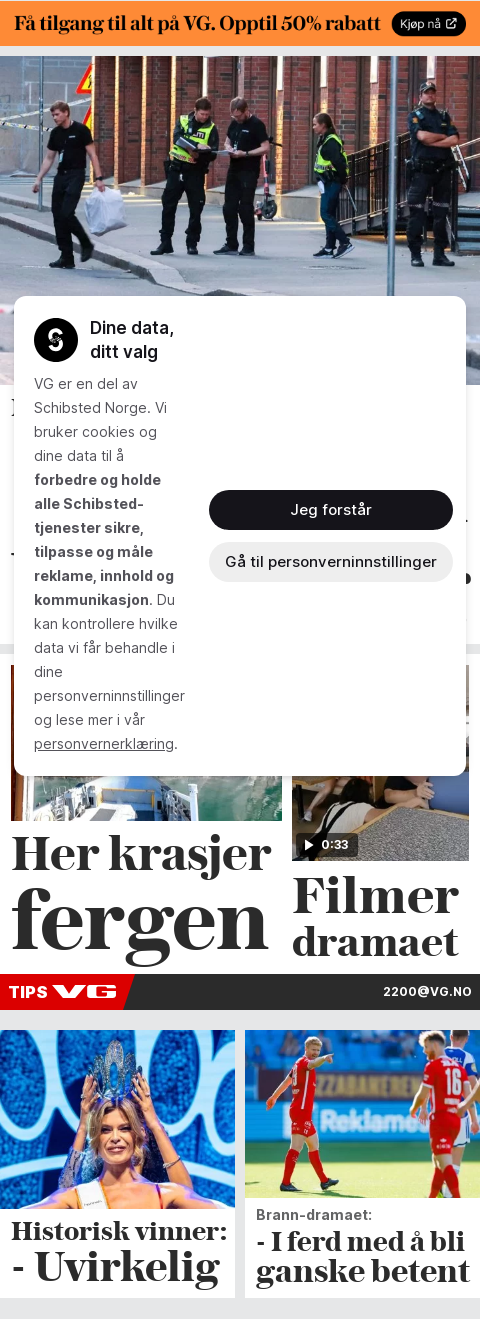 Få tilgang til alt på VG. Opptil 50% rabatt
Kjøp nå
Dine data,
ditt valg
VG er en del av
Schibsted Norge. Vi
bruker cookies og
dine data til å
forbedre og holde
alle Schibsted-
tjenester sikre,
tilpasse og måle
reklame, innhold og
kommunikasjon. Du
kan kontrollere hvilke
data vi får behandle i
dine
personverninnstillinger
og lese mer i vår
personvernerklæring.
Jeg forstår
Gå til personverninnstillinger
0:33
Her krasjer
fergen
Filmer
dramaet
TIPS VG
2200@VG.NO
Reklame
16
Historisk vinner:
- Uvirkelig
Brann-dramaet:
- I ferd med å bli
ganske betent